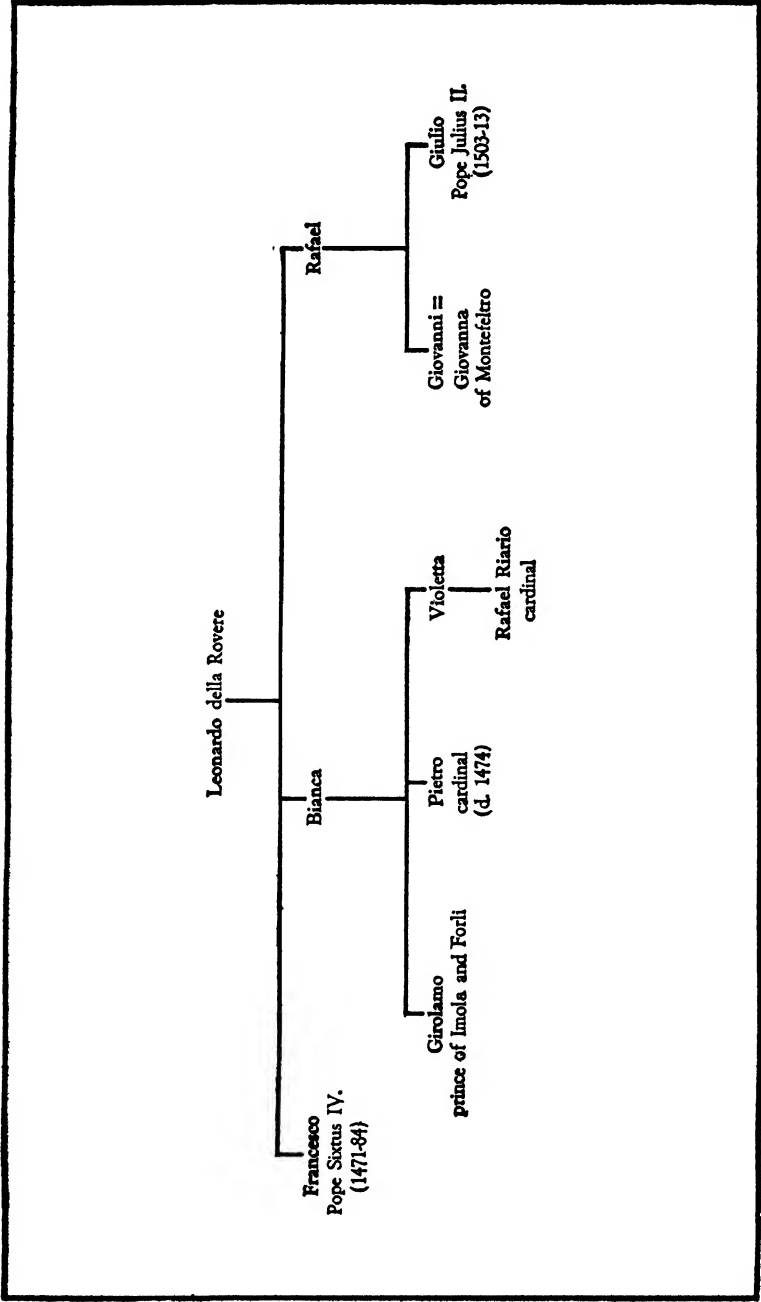 Leonardo della Rovere
Francesco
Pope Sixtus IV.
(1471-84)
Bianca
Rafael
Girolamo
prince of Imola and Forli
Pietro
cardinal
(d. 1474)
Violetta
Giovanni =
Giovanna
of Montefeltro
Giulio
Pope Julius II.
(1503-13)
Rafael Riario
cardinal